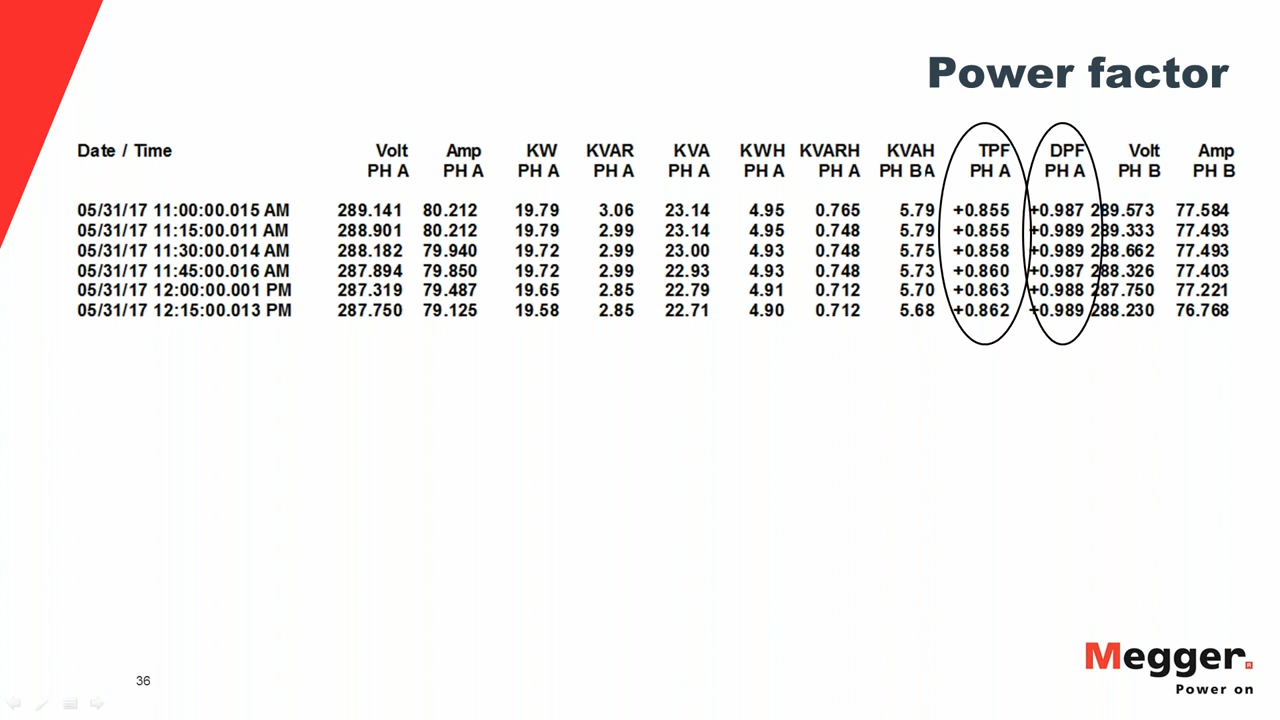 Power factor
Date / Time Volt Amp KW KVAR KVA KWH KVARH KVAH TPF DPF Volt Amp
PH A PH A PH A PH A PH A PH A PH A PH BA PH A PH A PH B PH B
05/31/17 11:00:00.015 AM 289.141 80.212 19.79 3.06 23.14 4.95 0.765 5.79 +0.855 +0.987 289.573 77.584
05/31/17 11:15:00.011 AM 288.901 80.212 19.79 2.99 23.14 4.95 0.748 5.79 +0.855 +0.989 289.333 77.493
05/31/17 11:30:00.014 AM 288.182 79.940 19.72 2.99 23.00 4.93 0.748 5.75 +0.858 +0.989 288.662 77.493
05/31/17 11:45:00.016 AM 287.894 79.850 19.72 2.99 22.93 4.93 0.748 5.73 +0.860 +0.987 288.326 77.403
05/31/17 12:00:00.001 PM 287.319 79.487 19.65 2.85 22.79 4.91 0.712 5.70 +0.863 +0.988 287.750 77.221
05/31/17 12:15:00.013 PM 287.750 79.125 19.58 2.85 22.71 4.90 0.712 5.68 +0.862 +0.989 288.230 76.768
36
Megger.
Power on